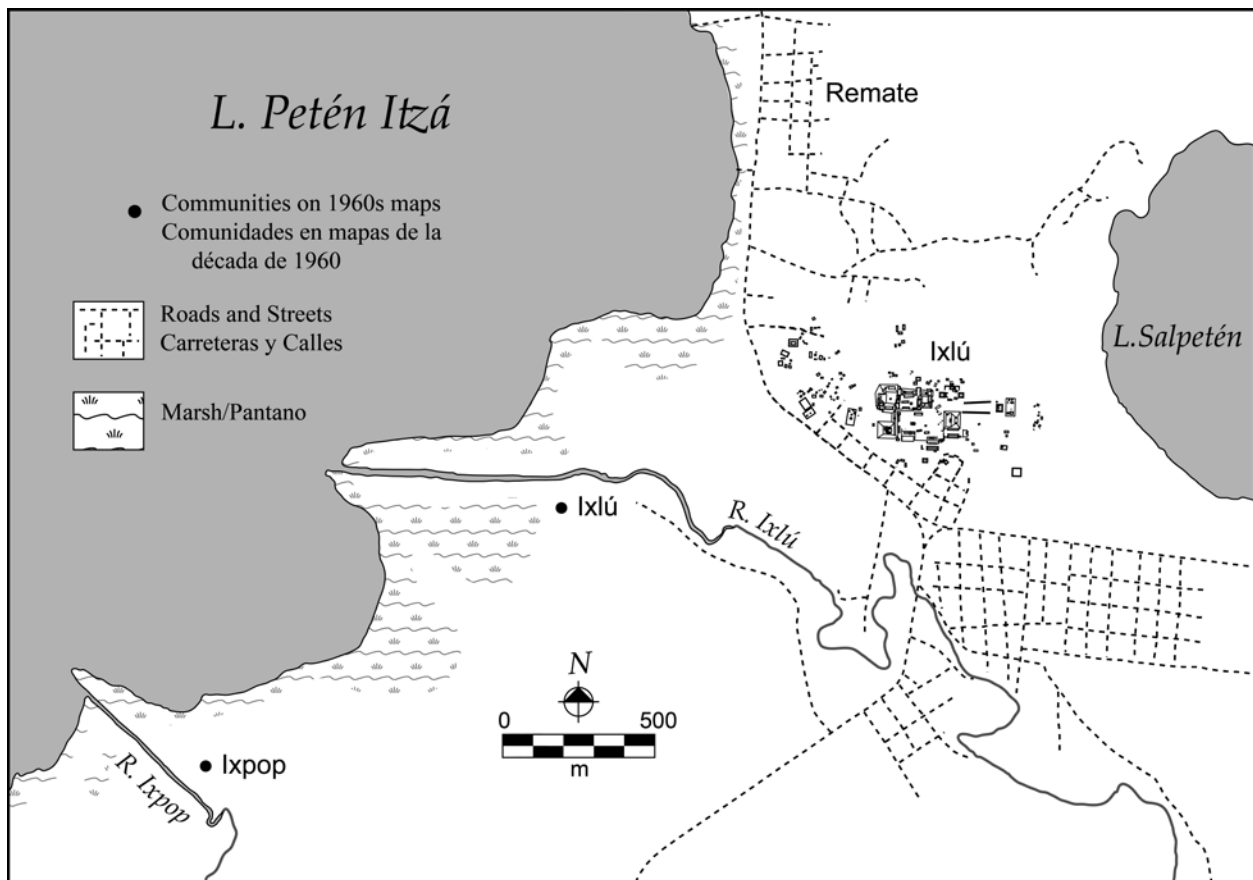 L. Petén Itzá
Remate
Communities on 1960s maps
Comunidades en mapas de la
década de 1960
Roads and Streets
Carreteras y Calles
Marsh/Pantano
L.Salpetén
Ixlú
Ixlú
R. Ixlú
N
0 500
m
Ixpop
R. Ixpop